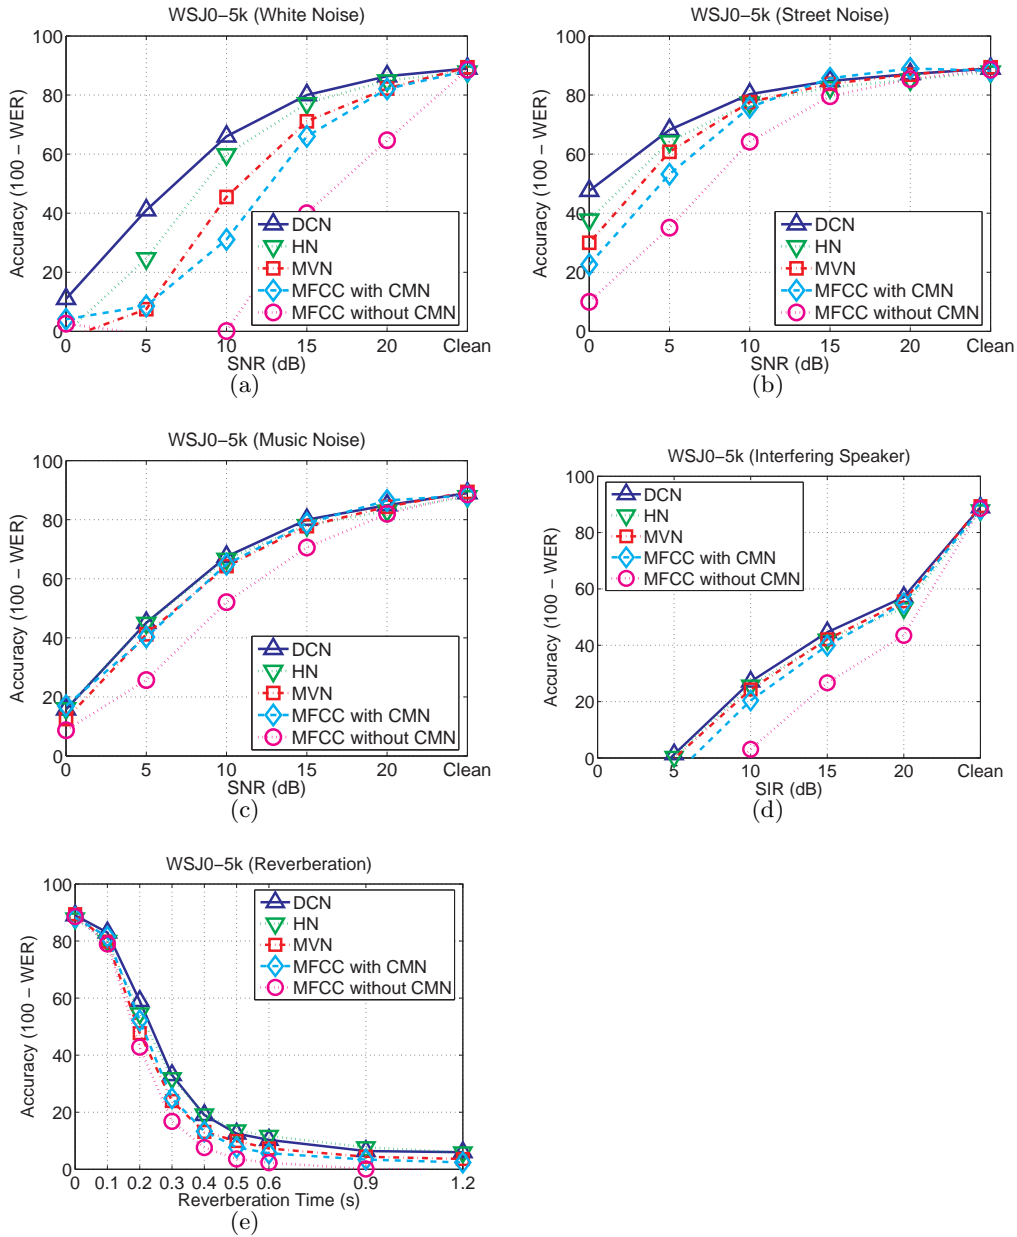 WSJ0−5k (White Noise)
Accuracy (100 − WER)
100
80
60
40
20
0
DCN
HN
MVN
MFCC with CMN
MFCC without CMN
0 5 10 15 20 Clean
SNR (dB)
(a)
WSJ0−5k (Street Noise)
Accuracy (100 − WER)
100
80
60
40
20
0
DCN
HN
MVN
MFCC with CMN
MFCC without CMN
0 5 10 15 20 Clean
SNR (dB)
(b)
WSJ0−5k (Music Noise)
Accuracy (100 − WER)
100
80
60
40
20
0
DCN
HN
MVN
MFCC with CMN
MFCC without CMN
0 5 10 15 20 Clean
SNR (dB)
(c)
WSJ0−5k (Interfering Speaker)
Accuracy (100 − WER)
100
80
60
40
20
0
DCN
HN
MVN
MFCC with CMN
MFCC without CMN
0 5 10 15 20 Clean
SIR (dB)
(d)
WSJ0−5k (Reverberation)
Accuracy (100 − WER)
100
80
60
40
20
0
DCN
HN
MVN
MFCC with CMN
MFCC without CMN
0 0.1 0.2 0.3 0.4 0.5 0.6 0.9 1.2
Reverberation Time (s)
(e)